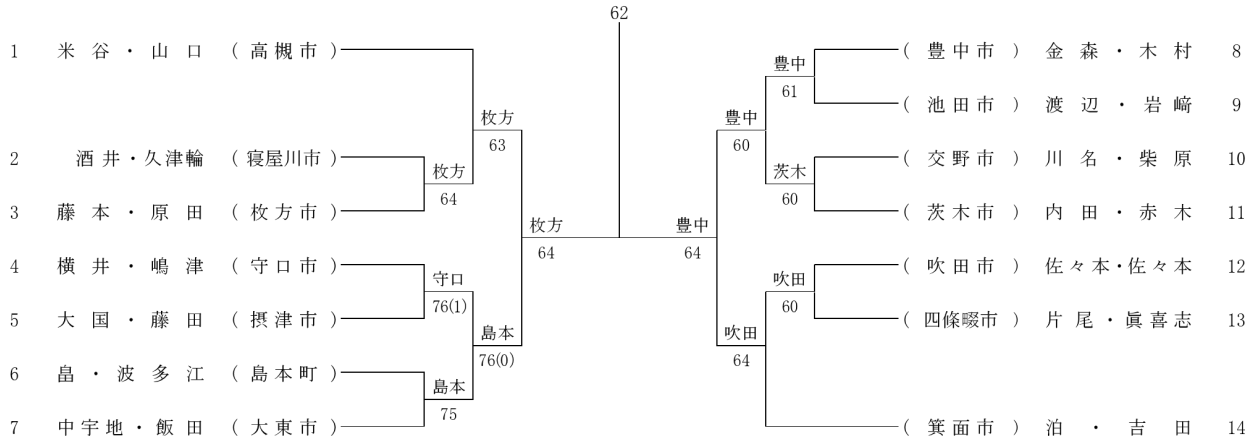 62
1 米谷・山口 (高槻市)
2 酒井・久津輪 (寝屋川市)
3 藤本・原田 (枚方市)
4 横井・嶋津 (守口市)
5 大国・藤田 (摂津市)
6 畠・波多江 (島本町)
7 中宇地・飯田 (大東市)
枚方
64
守口
76(1)
島本
75
枚方
63
島本
76(0)
枚方
64
豊中
64
豊中
60
吹田
64
豊中
61
茨木
60
吹田
60
(豊中市) 金森・木村 8
(池田市) 渡辺・岩﨑 9
(交野市) 川名・柴原 10
(茨木市) 内田・赤木 11
(吹田市) 佐々本・佐々本 12
(四條畷市) 片尾・眞喜志 13
(箕面市) 泊・吉田 14